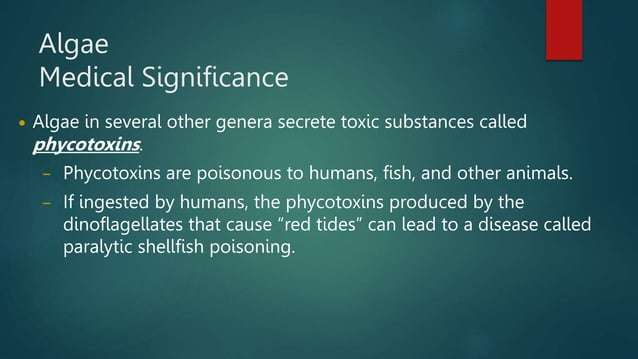 Algae
Medical Significance
• Algae in several other genera secrete toxic substances called
phycotoxins.
– Phycotoxins are poisonous to humans, fish, and other animals.
– If ingested by humans, the phycotoxins produced by the
dinoflagellates that cause “red tides” can lead to a disease called
paralytic shellfish poisoning.